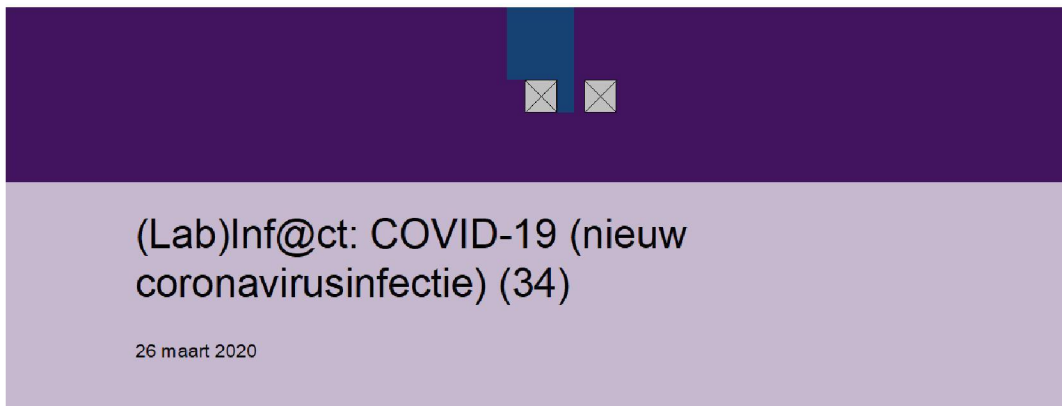 (Lab)Inf@ct: COVID-19 (nieuw
coronavirusinfectie) (34)
26 maart 2020